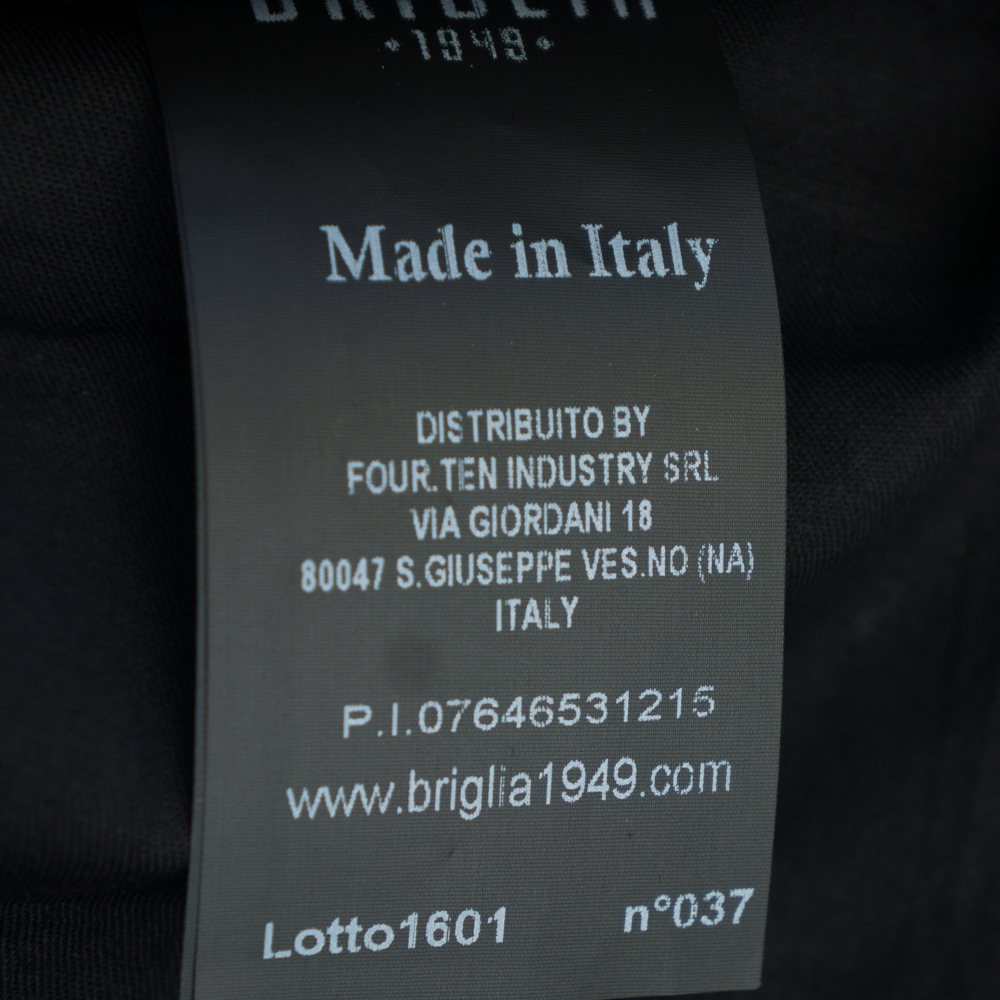 BRIGLIA
•1949•
Made in Italy
DISTRIBUITO BY
FOUR.TEN INDUSTRY SRL
VIA GIORDANI 18
80047 S.GIUSEPPE VES.NO (NA)
ITALY
P.I.07646531215
www.briglia1949.com
Lotto1601 n°037